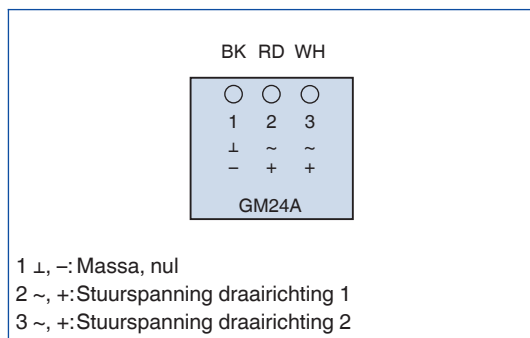 BK RD WH
1 2 3
⊥ ~ ~
– + +
GM24A
1 ⊥, –: Massa, nul
2 ~, +: Stuurspanning draairichting 1
3 ~, +: Stuurspanning draairichting 2